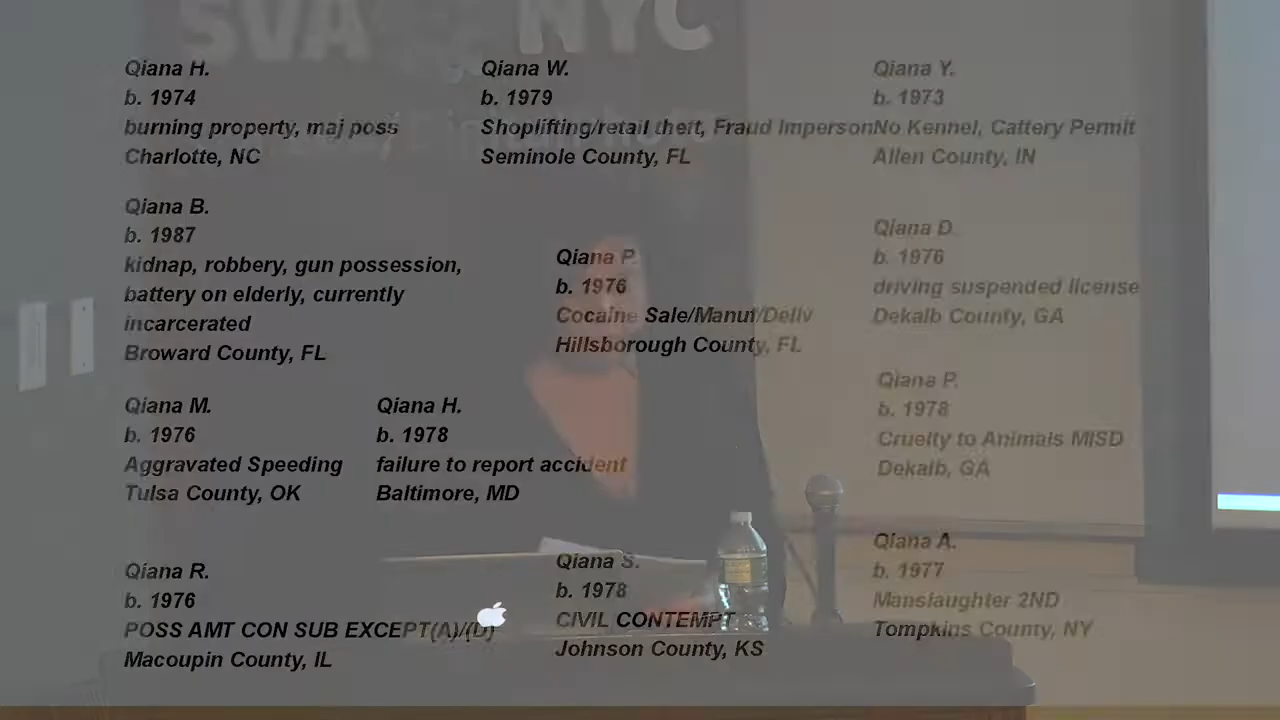 SVA NYC
Qiana H.
b. 1974
burning property, maj poss
Charlotte, NC
Qiana W.
b. 1979
Shoplifting/retail theft, Fraud Imperson
Seminole County, FL
Qiana Y.
b. 1973
No Kennel, Cattery Permit
Allen County, IN
Qiana B.
b. 1987
kidnap, robbery, gun possession,
battery on elderly, currently
incarcerated
Broward County, FL
Qiana P.
b. 1976
Cocaine Sale/Manuf/Deliv
Hillsborough County, FL
Qiana D.
b. 1976
driving suspended license
Dekalb County, GA
Qiana M.
b. 1976
Aggravated Speeding
Tulsa County, OK
Qiana H.
b. 1978
failure to report accident
Baltimore, MD
Qiana P.
b. 1978
Cruelty to Animals MISD
Dekalb, GA
Qiana R.
b. 1976
POSS AMT CON SUB EXCEPT(A)/(D)
Macoupin County, IL
Qiana S.
b. 1978
CIVIL CONTEMPT
Johnson County, KS
Qiana A.
b. 1977
Manslaughter 2ND
Tompkins County, NY